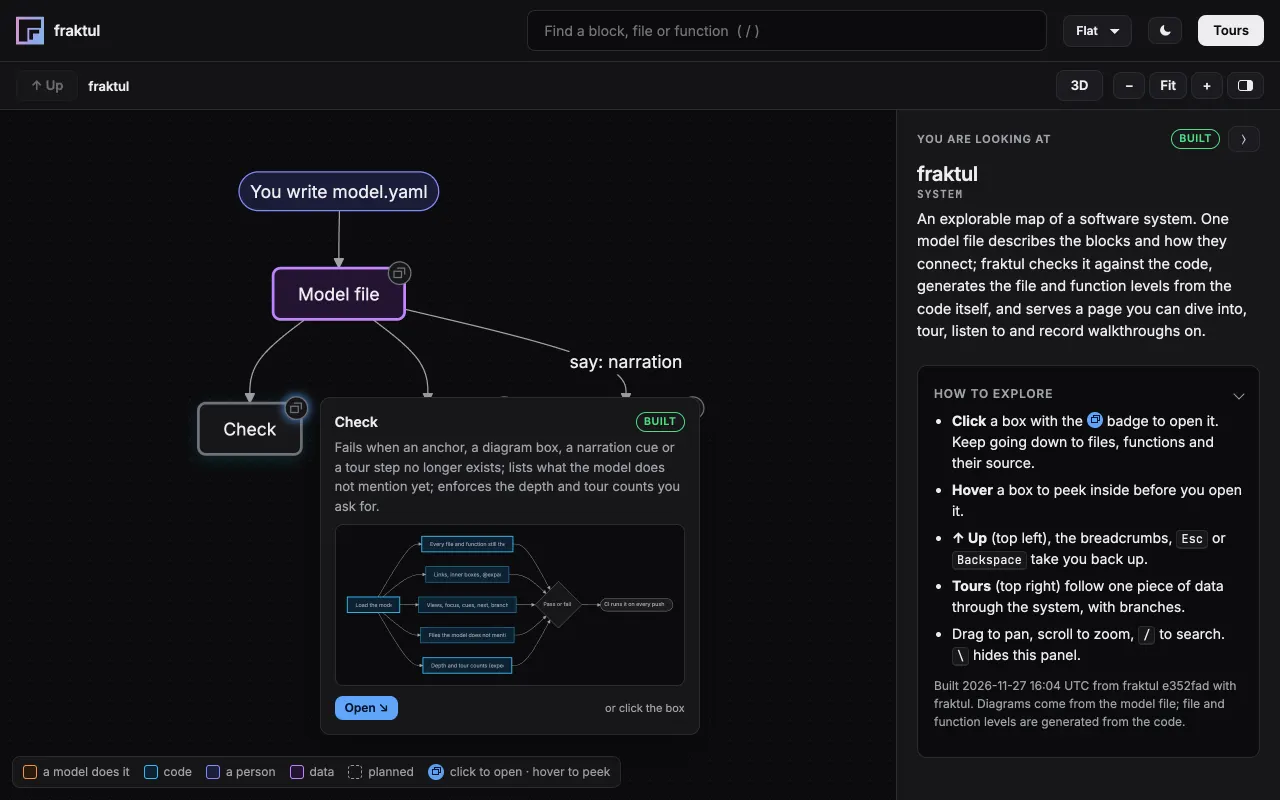 fraktul
Find a block, file or function ( / )
Flat
Tours
↑ Up
fraktul
3D
−
Fit
+
You write model.yaml
Model file
say: narration
Check
Check
BUILT
Fails when an anchor, a diagram box, a narration cue or
a tour step no longer exists; lists what the model does
not mention yet; enforces the depth and tour counts you
ask for.
Every file and function still the
Links, inner boxes, @expa
Load the mode
Views, focus, cues, next, branch
Pass or fail
CI runs it on every push
Files the model does not menti
Depth and tour counts (expe
Open ↘
or click the box
a model does it
code
a person
data
planned
click to open · hover to peek
YOU ARE LOOKING AT
BUILT
fraktul
SYSTEM
An explorable map of a software system. One
model file describes the blocks and how they
connect; fraktul checks it against the code,
generates the file and function levels from the
code itself, and serves a page you can dive into,
tour, listen to and record walkthroughs on.
HOW TO EXPLORE
• Click a box with the badge to open it.
Keep going down to files, functions and
their source.
• Hover a box to peek inside before you open
it.
• ↑ Up (top left), the breadcrumbs, Esc or
Backspace take you back up.
• Tours (top right) follow one piece of data
through the system, with branches.
• Drag to pan, scroll to zoom, / to search.
\ hides this panel.
Built 2026-11-27 16:04 UTC from fraktul e352fad with
fraktul. Diagrams come from the model file; file and
function levels are generated from the code.